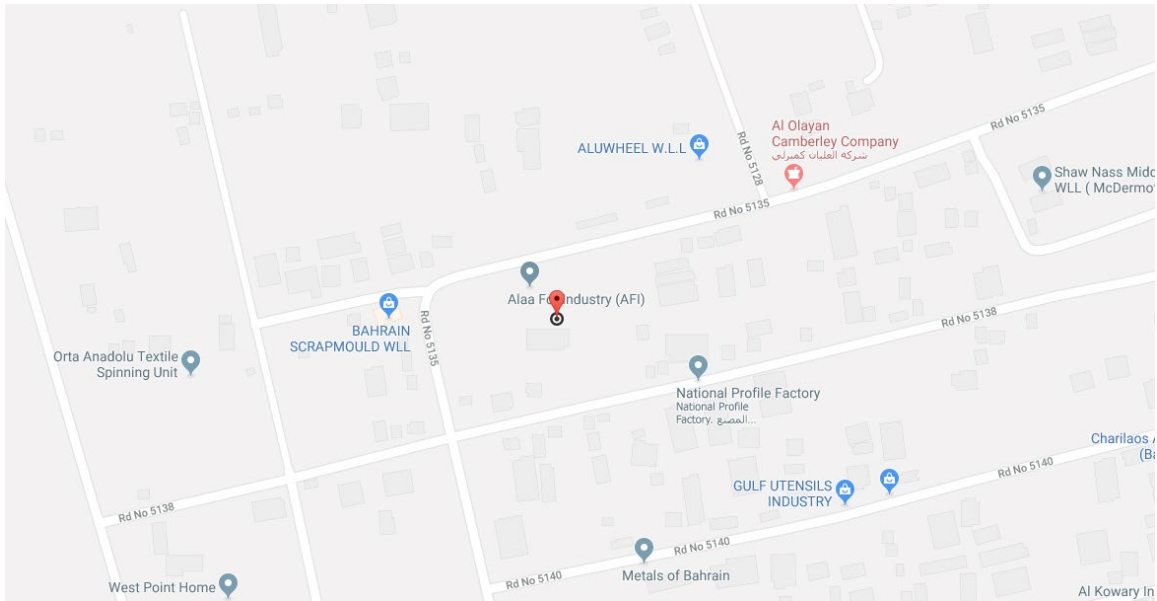 Rd No 5135
Al Olayan
Camberley Company
شركة العليان كمبرلي
ALUWHEEL W.L.L
Rd No 5128
Shaw Nass Midd
WLL ( McDermot
Rd No 5135
Alaa Fo Industry (AFI)
BAHRAIN
SCRAPMOULD WLL
Rd No 5135
Rd No 5138
Orta Anadolu Textile
Spinning Unit
National Profile Factory
National Profile
Factory. المصنع...
Charilaos A
(Ba
Rd No 5140
GULF UTENSILS
INDUSTRY
Rd No 5138
Rd No 5140
Metals of Bahrain
Rd No 5140
West Point Home
Al Kowary In